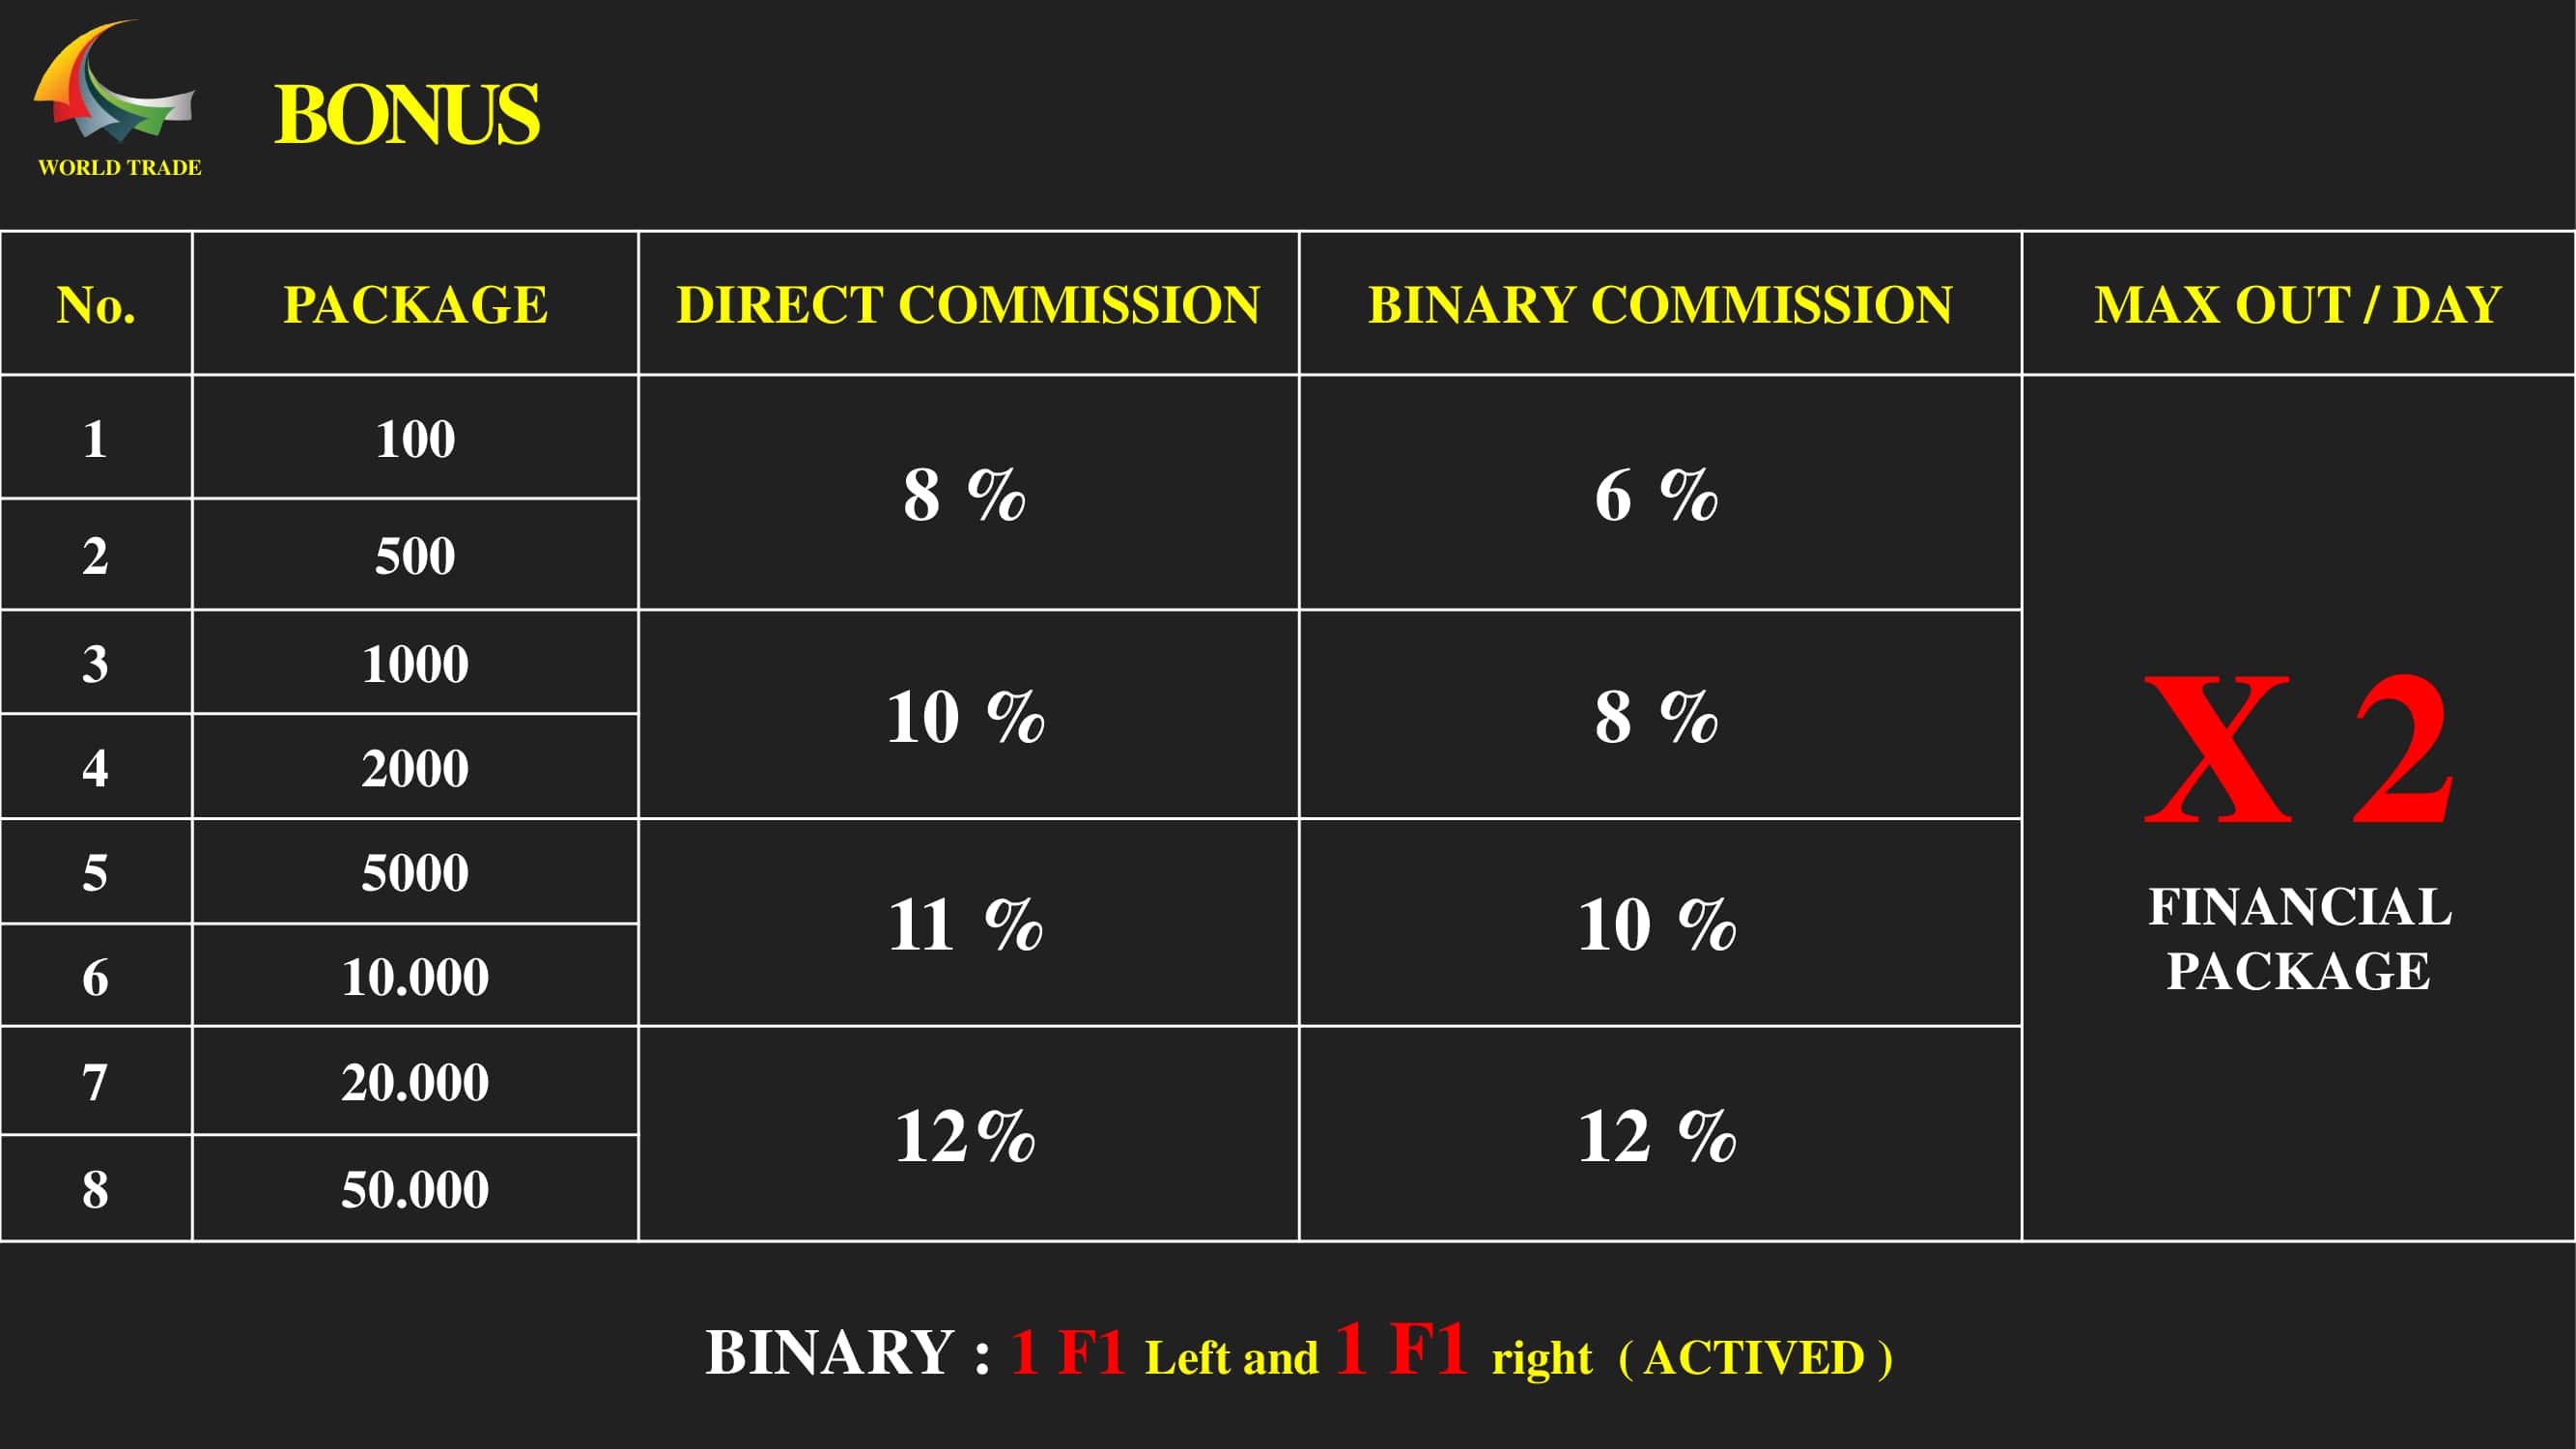 WORLD TRADE
BONUS
No. PACKAGE DIRECT COMMISSION BINARY COMMISSION MAX OUT / DAY
1 100
8 % 6 %
2 500
3 1000
10 % 8 %
4 2000
X 2
5 5000
FINANCIAL
11 % 10 %
PACKAGE
6 10.000
7 20.000
12% 12 %
8 50.000
BINARY : 1 F1 Left and 1 F1 right ( ACTIVED )